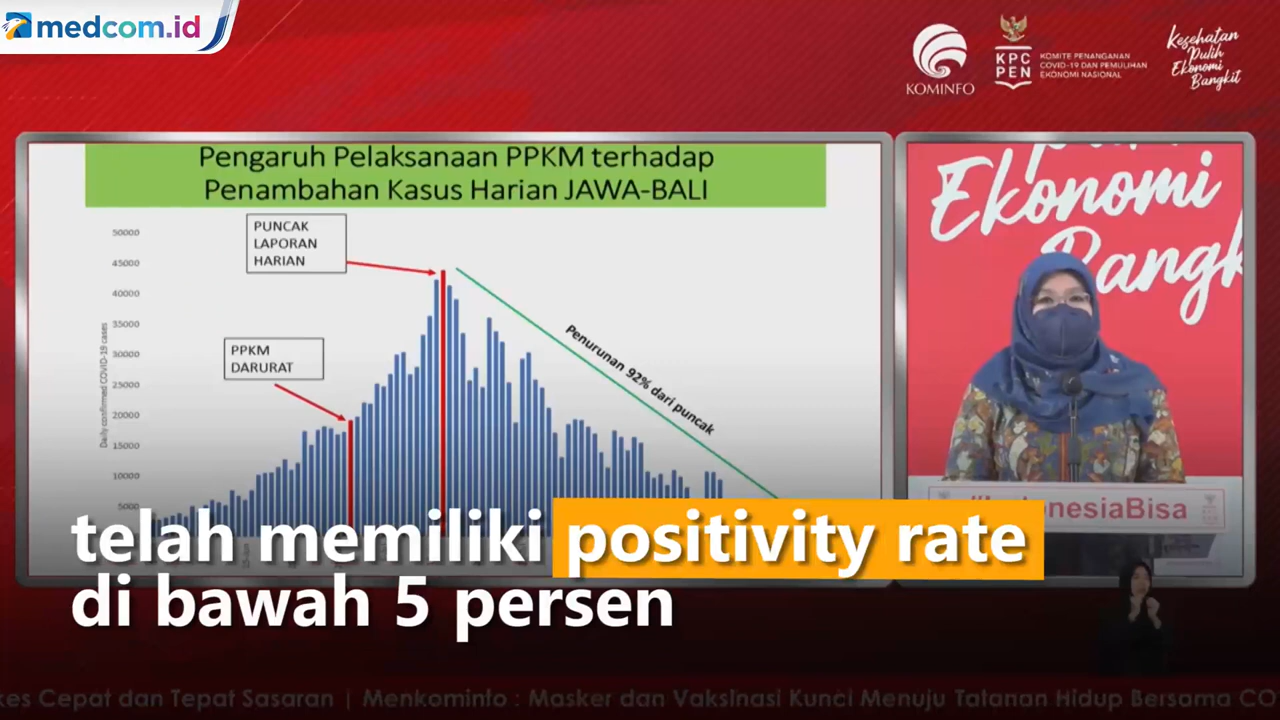 medcom.id
KOMINFO
KPC
PEN
KOMITE PENANGANAN
COVID-19 DAN PEMULIHAN
EKONOMI NASIONAL
Kesehatan
Pulih
Ekonomi
Bangkit
Pengaruh Pelaksanaan PPKM terhadap
Penambahan Kasus Harian JAWA-BALI
PUNCAK
LAPORAN
HARIAN
PPKM
DARURAT
Penurunan 92% dari puncak
Daily confirmed COVID-19 cases
50000
45000
40000
35000
30000
25000
20000
15000
10000
5000
Ekonomi
Bangk
nesiaBisa
telah memiliki positivity rate
di bawah 5 persen
kes Cepat dan Tepat Sasaran | Menkominfo : Masker dan Vaksinasi Kunci Menuju Tatanan Hidup Bersama CO